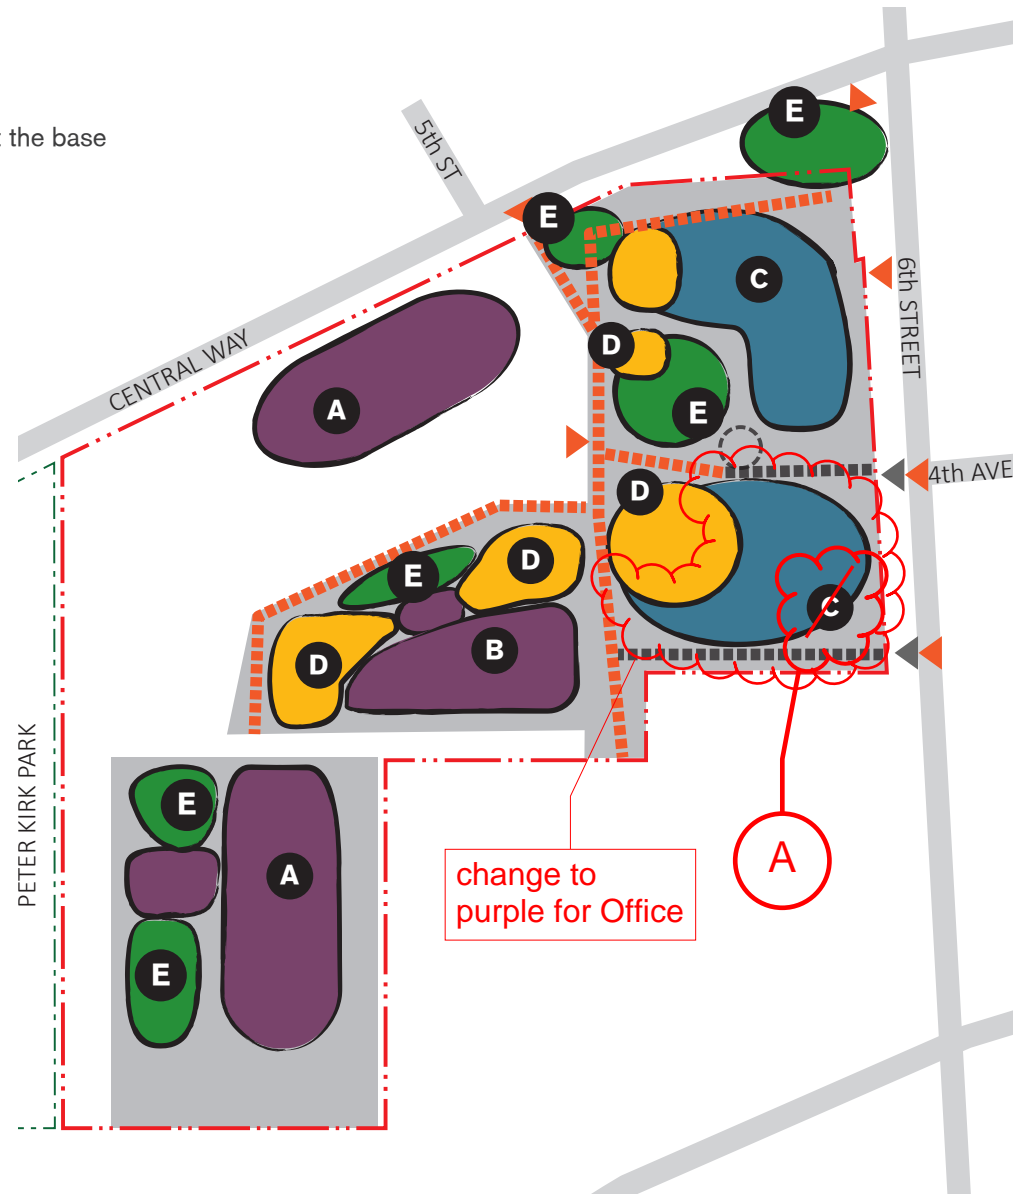 E
t the base
5th ST
E
6th STREET
C
CENTRAL WAY
D
A
E
4th AVE
D
D
E
C
B
D
PETER KIRK PARK
E
A
A
change to
purple for Office
E